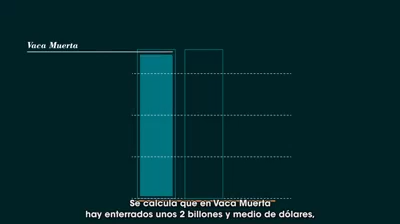 Vaca Muerta
Se calcula que en Vaca Muerta
hay enterrados unos 2 billones y medio de dólares,